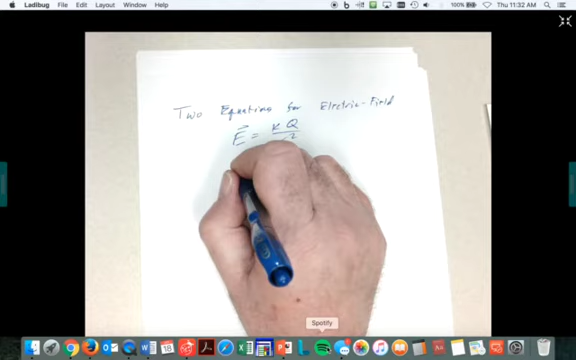 Ladibug File Edit Layout Window Help 100% Thu 11:32 AM
Two Equations for Electric-Field
E⃗ = kQ
Spotify